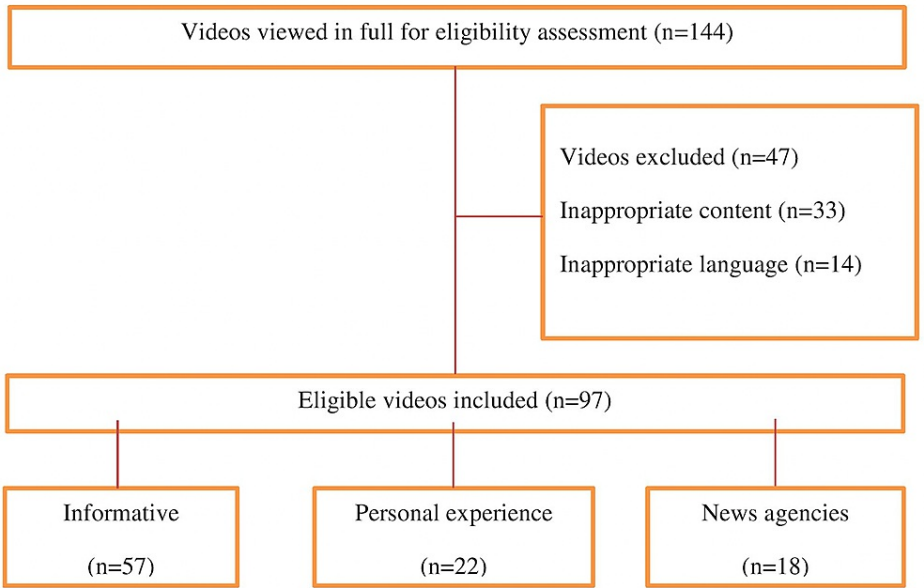 Videos viewed in full for eligibility assessment (n=144)
Videos excluded (n=47)
Inappropriate content (n=33)
Inappropriate language (n=14)
Eligible videos included (n=97)
Informative
(n=57)
Personal experience
(n=22)
News agencies
(n=18)